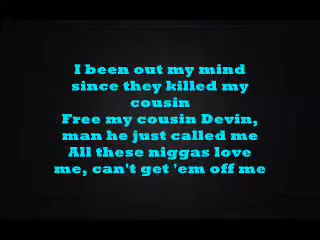 I been out my mind
since they killed my
cousin
Free my cousin Devin,
man he just called me
All these niggas love
me, can't get 'em off me